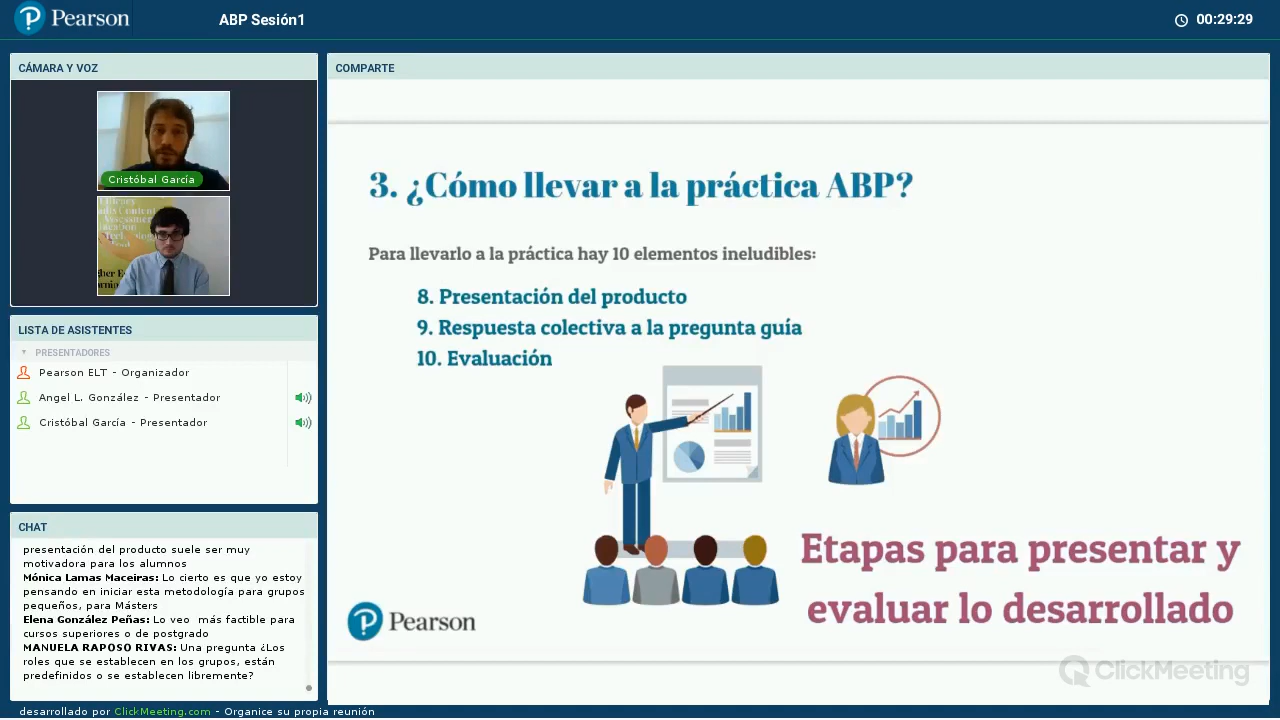 Pearson
ABP Sesión1
00:29:29
CÁMARA Y VOZ
Cristóbal García
LISTA DE ASISTENTES
PRESENTADORES
Pearson ELT - Organizador
Angel L. González - Presentador
Cristóbal García - Presentador
CHAT
presentación del producto suele ser muy
motivadora para los alumnos
Mónica Lamas Maceiras: Lo cierto es que yo estoy
pensando en iniciar esta metodología para grupos
pequeños, para Másters
Elena González Peñas: Lo veo más factible para
cursos superiores o de postgrado
MANUELA RAPOSO RIVAS: Una pregunta ¿Los
roles que se establecen en los grupos, están
predefinidos o se establecen libremente?
COMPARTE
3. ¿Cómo llevar a la práctica ABP?
Para llevarlo a la práctica hay 10 elementos ineludibles:
8. Presentación del producto
9. Respuesta colectiva a la pregunta guía
10. Evaluación
Etapas para presentar y
evaluar lo desarrollado
Pearson
ClickMeeting
desarrollado por ClickMeeting.com - Organice su propia reunión